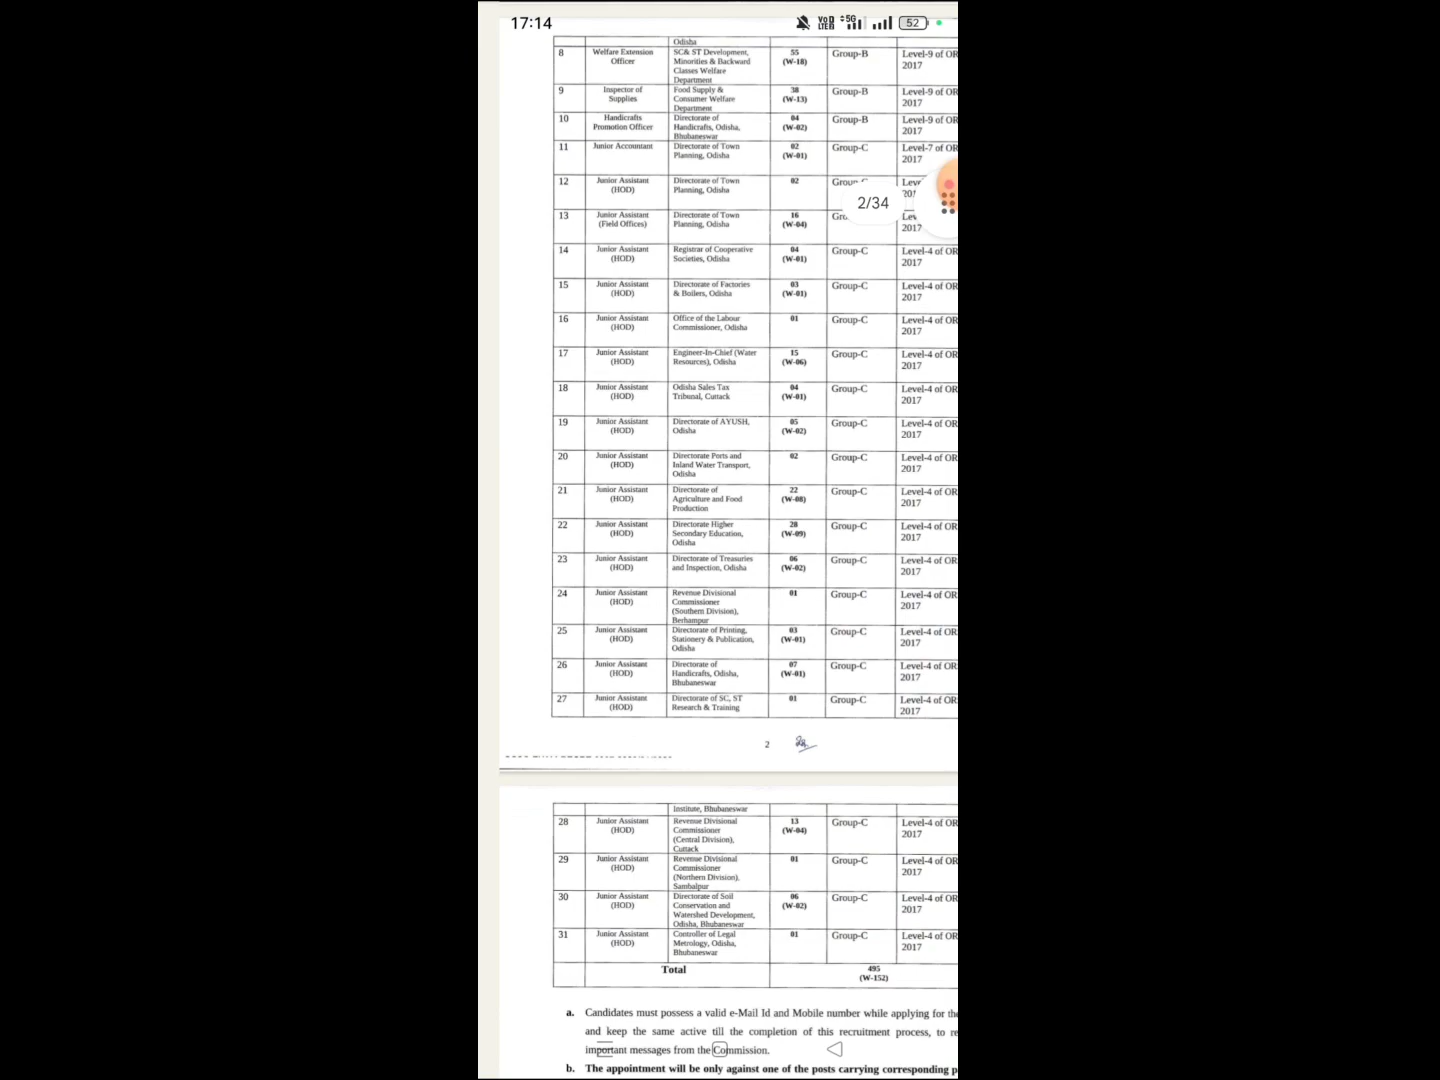 17:14
VoD LTE2 5G 52
Odisha
8 Welfare Extension Officer SC& ST Development, Minorities & Backward Classes Welfare Department 55 (W-18) Group-B Level-9 of OR 2017
9 Inspector of Supplies Food Supply & Consumer Welfare Department 38 (W-13) Group-B Level-9 of OR 2017
10 Handicrafts Promotion Officer Directorate of Handicrafts, Odisha, Bhubaneswar 04 (W-02) Group-B Level-9 of OR 2017
11 Junior Accountant Directorate of Town Planning, Odisha 02 (W-01) Group-C Level-7 of OR 2017
12 Junior Assistant (HOD) Directorate of Town Planning, Odisha 02
2/34
13 Junior Assistant (Field Offices) Directorate of Town Planning, Odisha 16 (W-04) 2017
14 Junior Assistant (HOD) Registrar of Cooperative Societies, Odisha 04 (W-01) Group-C Level-4 of OR 2017
15 Junior Assistant (HOD) Directorate of Factories & Boilers, Odisha 03 (W-01) Group-C Level-4 of OR 2017
16 Junior Assistant (HOD) Office of the Labour Commissioner, Odisha 01 Group-C Level-4 of OR 2017
17 Junior Assistant (HOD) Engineer-In-Chief (Water Resources), Odisha 15 (W-06) Group-C Level-4 of OR 2017
18 Junior Assistant (HOD) Odisha Sales Tax Tribunal, Cuttack 04 (W-01) Group-C Level-4 of OR 2017
19 Junior Assistant (HOD) Directorate of AYUSH, Odisha 05 (W-02) Group-C Level-4 of OR 2017
20 Junior Assistant (HOD) Directorate Ports and Inland Water Transport, Odisha 02 Group-C Level-4 of OR 2017
21 Junior Assistant (HOD) Directorate of Agriculture and Food Production 22 (W-08) Group-C Level-4 of OR 2017
22 Junior Assistant (HOD) Directorate Higher Secondary Education, Odisha 28 (W-09) Group-C Level-4 of OR 2017
23 Junior Assistant (HOD) Directorate of Treasuries and Inspection, Odisha 06 (W-02) Group-C Level-4 of OR 2017
24 Junior Assistant (HOD) Revenue Divisional Commissioner (Southern Division), Berhampur 01 Group-C Level-4 of OR 2017
25 Junior Assistant (HOD) Directorate of Printing, Stationery & Publication, Odisha 03 (W-01) Group-C Level-4 of OR 2017
26 Junior Assistant (HOD) Directorate of Handicrafts, Odisha, Bhubaneswar 07 (W-01) Group-C Level-4 of OR 2017
27 Junior Assistant (HOD) Directorate of SC, ST Research & Training 01 Group-C Level-4 of OR 2017
2
Institute, Bhubaneswar
28 Junior Assistant (HOD) Revenue Divisional Commissioner (Central Division), Cuttack 13 (W-04) Group-C Level-4 of OR 2017
29 Junior Assistant (HOD) Revenue Divisional Commissioner (Northern Division), Sambalpur 01 Group-C Level-4 of OR 2017
30 Junior Assistant (HOD) Directorate of Soil Conservation and Watershed Development, Odisha, Bhubaneswar 06 (W-02) Group-C Level-4 of OR 2017
31 Junior Assistant (HOD) Controller of Legal Metrology, Odisha, Bhubaneswar 01 Group-C Level-4 of OR 2017
Total 495 (W-152)
a. Candidates must possess a valid e-Mail Id and Mobile number while applying for the
and keep the same active till the completion of this recruitment process, to re
important messages from the Commission.
b. The appointment will be only against one of the posts carrying corresponding p